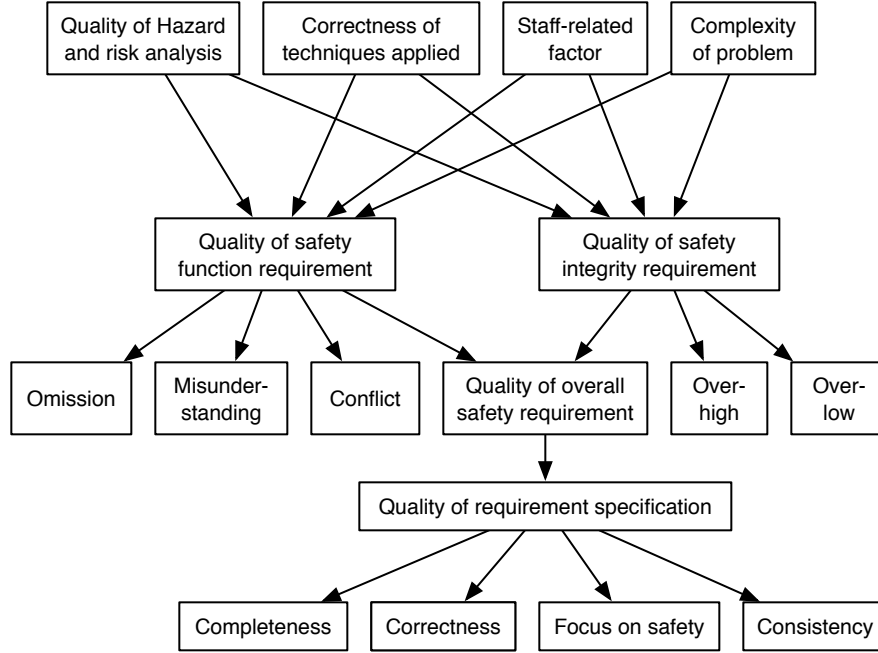 Quality of Hazard
and risk analysis
Correctness of
techniques applied
Staff-related
factor
Complexity
of problem
Quality of safety
function requirement
Quality of safety
integrity requirement
Omission
Misunder-
standing
Conflict
Quality of overall
safety requirement
Over-
high
Over-
low
Quality of requirement specification
Completeness
Correctness
Focus on safety
Consistency